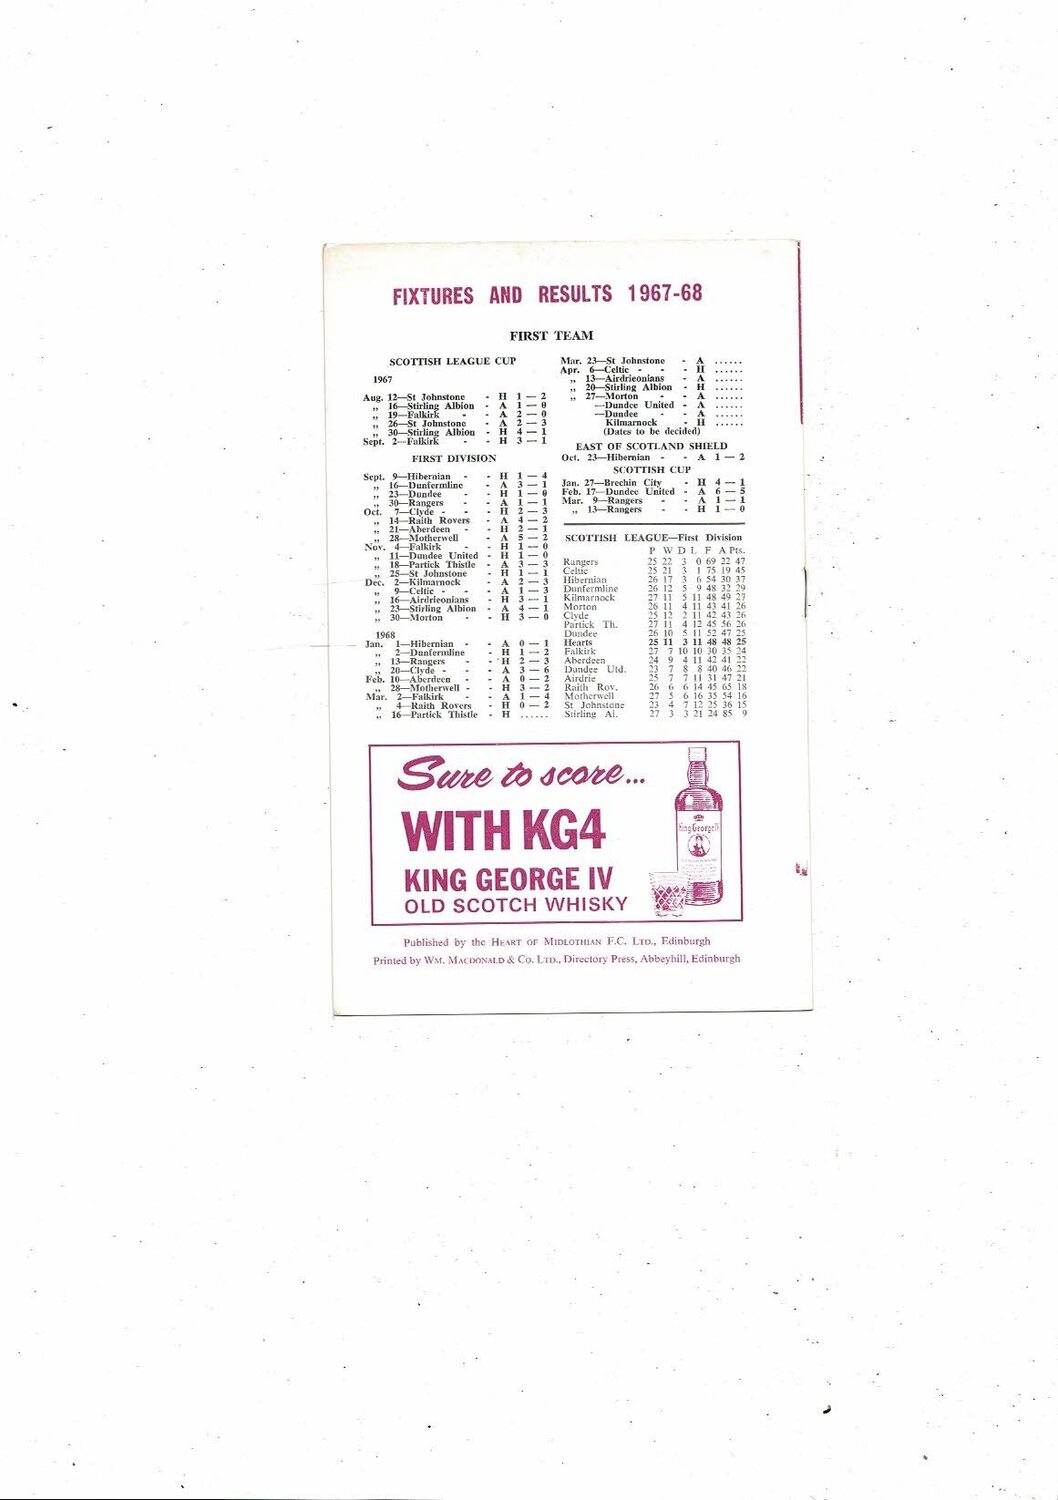 FIXTURES AND RESULTS 1967-68
FIRST TEAM
SCOTTISH LEAGUE CUP
1967
Aug. 12—St Johnstone - H 1 — 2
„ 16—Stirling Albion - A 1 — 0
„ 19—Falkirk - - A 2 — 0
„ 26—St Johnstone - A 2 — 3
„ 30—Stirling Albion - H 4 — 1
Sept. 2—Falkirk - - H 3 — 1
FIRST DIVISION
Sept. 9—Hibernian - - H 1 — 4
„ 16—Dunfermline - A 3 — 1
„ 23—Dundee - - H 1 — 0
„ 30—Rangers - - A 1 — 1
Oct. 7—Clyde - - - H 2 — 3
„ 14—Raith Rovers - A 4 — 2
„ 21—Aberdeen - - H 2 — 1
„ 28—Motherwell - A 5 — 2
Nov. 4—Falkirk - - H 1 — 0
„ 11—Dundee United - H 1 — 0
„ 18—Partick Thistle - A 3 — 3
„ 25—St Johnstone - H 1 — 1
Dec. 2—Kilmarnock - A 2 — 3
„ 9—Celtic - - - A 1 — 3
„ 16—Airdrieonians - H 3 — 1
„ 23—Stirling Albion - A 4 — 1
„ 30—Morton - - H 3 — 0
1968
Jan. 1—Hibernian - - A 0 — 1
„ 2—Dunfermline - H 1 — 2
„ 13—Rangers - - H 2 — 3
„ 20—Clyde - - - A 3 — 6
Feb. 10—Aberdeen - A 0 — 2
„ 28—Motherwell - - H 3 — 2
Mar. 2—Falkirk - - A 1 — 4
„ 4—Raith Rovers - H 0 — 2
„ 16—Partick Thistle - H ......
Mar. 23—St Johnstone - A ......
Apr. 6—Celtic - - - H ......
„ 13—Airdrieonians - A ......
„ 20—Stirling Albion - H ......
„ 27—Morton - - A ......
—Dundee United - A ......
—Dundee - - A ......
Kilmarnock - H ......
(Dates to be decided)
EAST OF SCOTLAND SHIELD
Oct. 23—Hibernian - - A 1 — 2
SCOTTISH CUP
Jan. 27—Brechin City - H 4 — 1
Feb. 17—Dundee United - A 6 — 5
Mar. 9—Rangers - - A 1 — 1
„ 13—Rangers - - H 1 — 0
SCOTTISH LEAGUE—First Division
P W D L F A Pts.
Rangers 25 22 3 0 69 22 47
Celtic 25 21 3 1 75 19 45
Hibernian 26 17 3 6 54 30 37
Dunfermline 26 12 5 9 48 32 29
Kilmarnock 27 11 5 11 48 49 27
Morton 26 11 4 11 43 41 26
Clyde 25 12 2 11 42 43 26
Partick Th. 27 11 4 12 45 56 26
Dundee 26 10 5 11 52 47 25
Hearts 25 11 3 11 48 48 25
Falkirk 27 7 10 10 30 35 24
Aberdeen 24 9 4 11 42 41 22
Dundee Utd. 23 7 8 8 40 46 22
Airdrie 25 7 7 11 31 47 21
Raith Rov. 26 6 6 14 45 65 18
Motherwell 27 5 6 16 35 54 16
St Johnstone 23 4 7 12 25 36 15
Stirling Al. 27 3 3 21 24 85 9
Sure to score...
WITH KG4
KING GEORGE IV
OLD SCOTCH WHISKY
King George IV
Published by the HEART OF MIDLOTHIAN F.C. LTD., Edinburgh
Printed by WM. MACDONALD & CO. LTD., Directory Press, Abbeyhill, Edinburgh